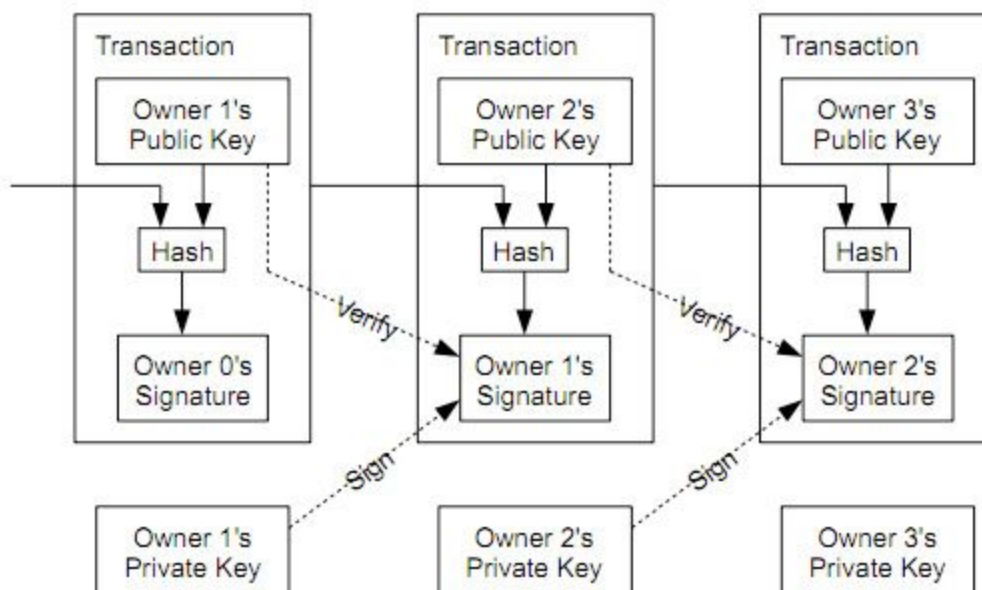 Transaction
Owner 1's
Public Key
Hash
Owner 0's
Signature
Transaction
Owner 2's
Public Key
Hash
Verify
Owner 1's
Signature
Transaction
Owner 3's
Public Key
Hash
Verify
Owner 2's
Signature
Sign
Sign
Owner 1's
Private Key
Owner 2's
Private Key
Owner 3's
Private Key